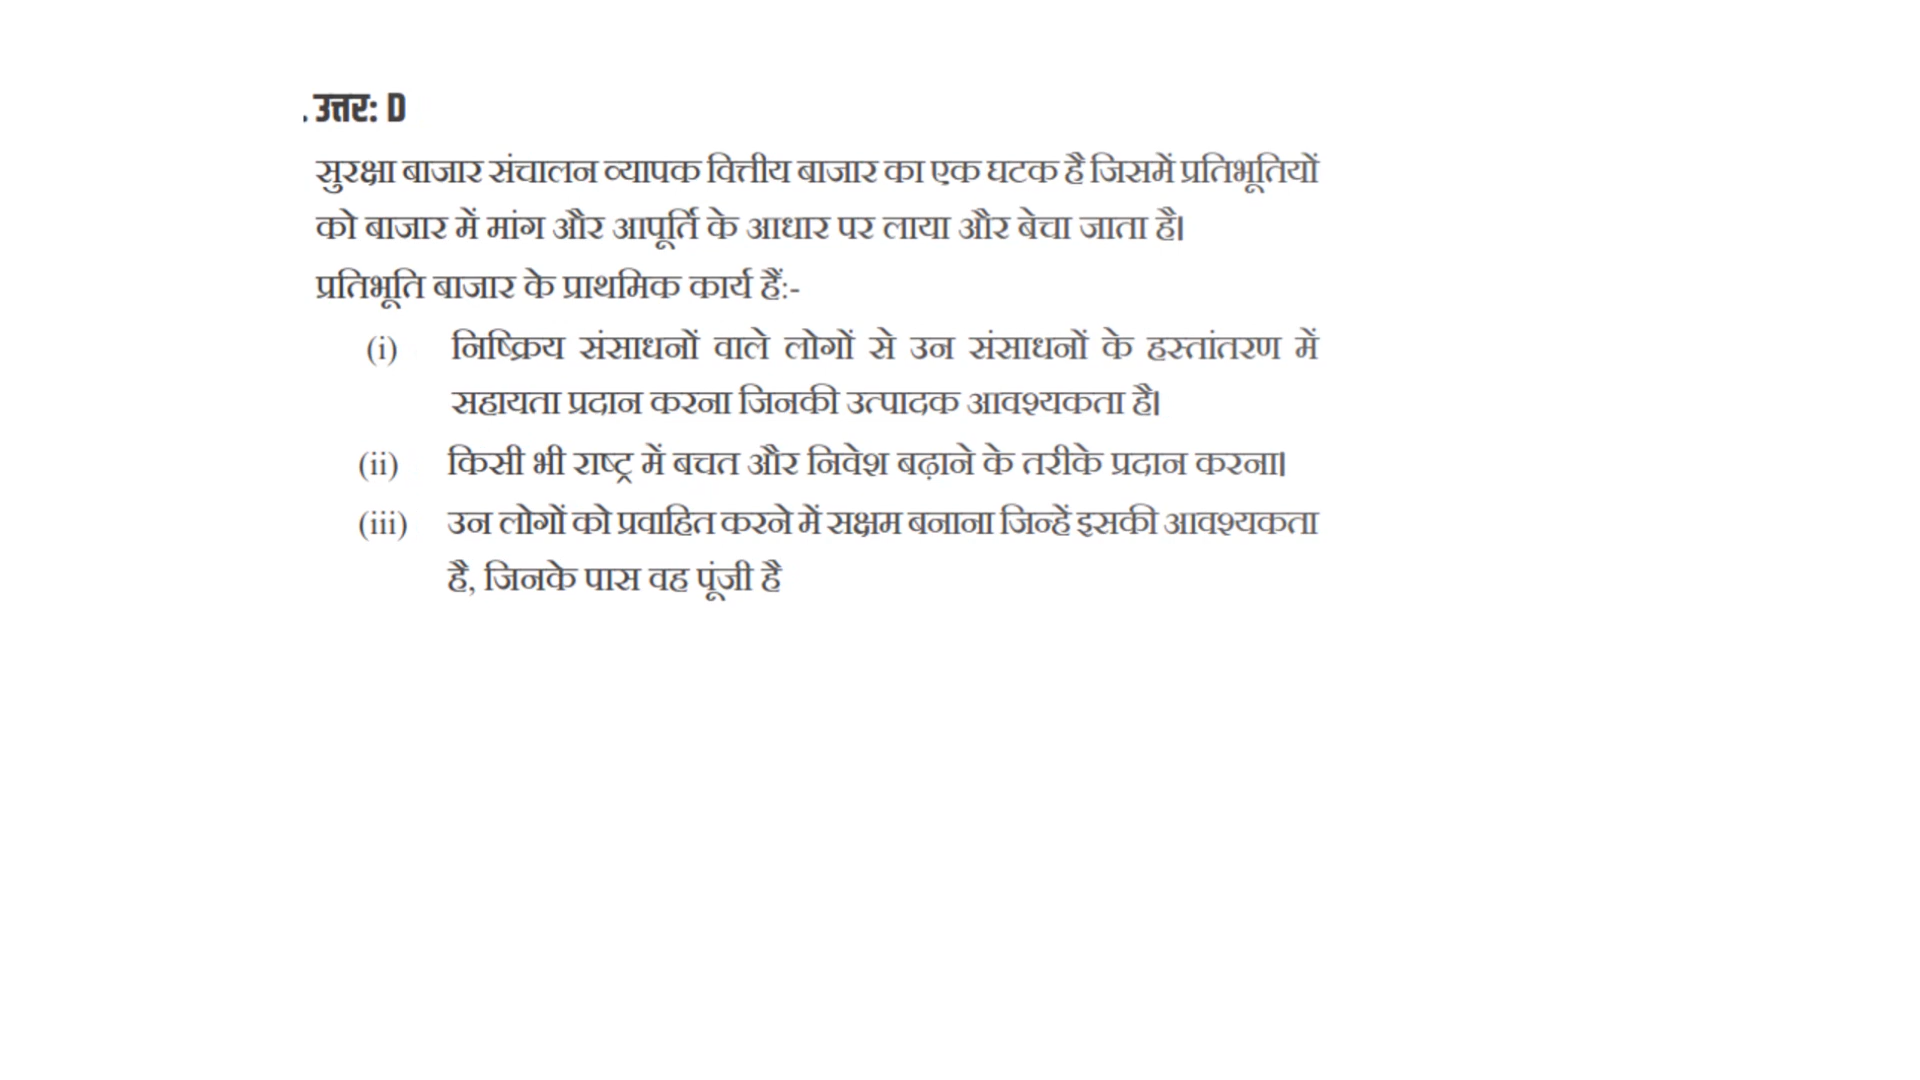 . उत्तर: D
सुरक्षा बाजार संचालन व्यापक वित्तीय बाजार का एक घटक है जिसमें प्रतिभूतियों
को बाजार में मांग और आपूर्ति के आधार पर लाया और बेचा जाता है।
प्रतिभूति बाजार के प्राथमिक कार्य हैं:-
(i) निष्क्रिय संसाधनों वाले लोगों से उन संसाधनों के हस्तांतरण में
सहायता प्रदान करना जिनकी उत्पादक आवश्यकता है।
(ii) किसी भी राष्ट्र में बचत और निवेश बढ़ाने के तरीके प्रदान करना।
(iii) उन लोगों को प्रवाहित करने में सक्षम बनाना जिन्हें इसकी आवश्यकता
है, जिनके पास वह पूंजी है